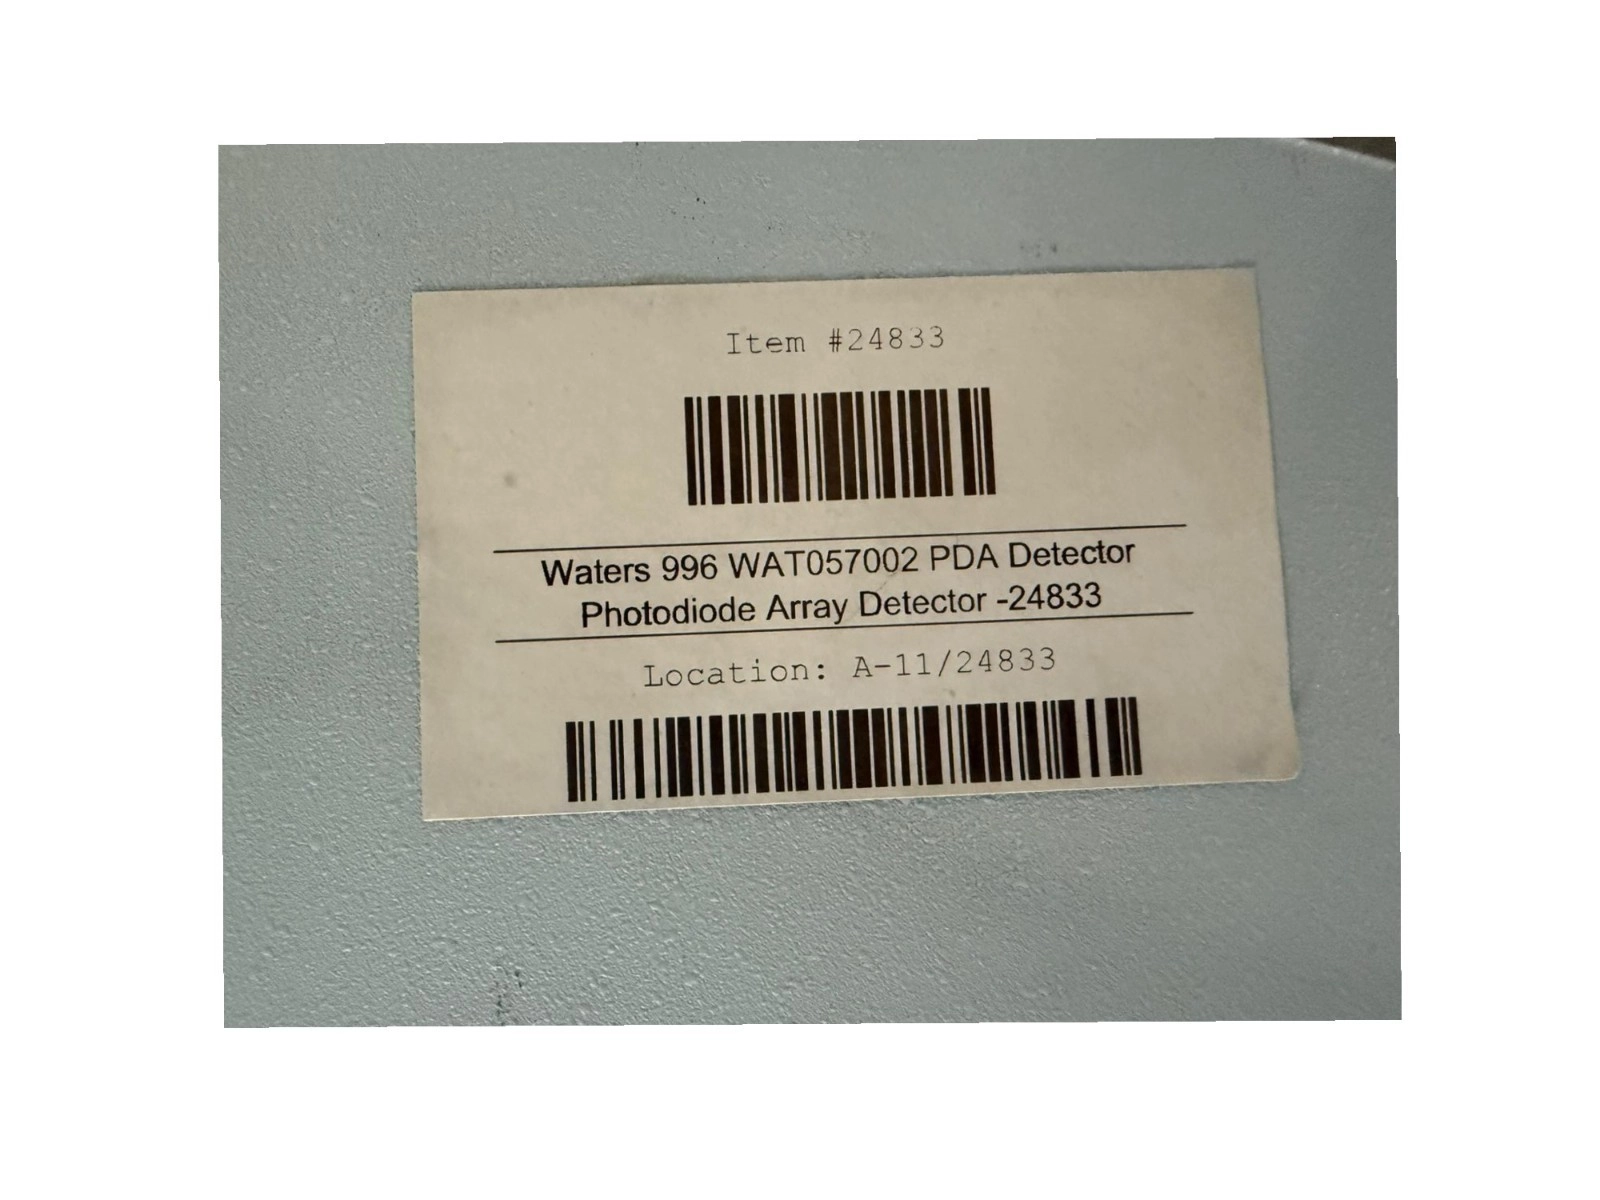 Item #24833
Waters 996 WAT057002 PDA Detector
Photodiode Array Detector -24833
Location: A-11/24833